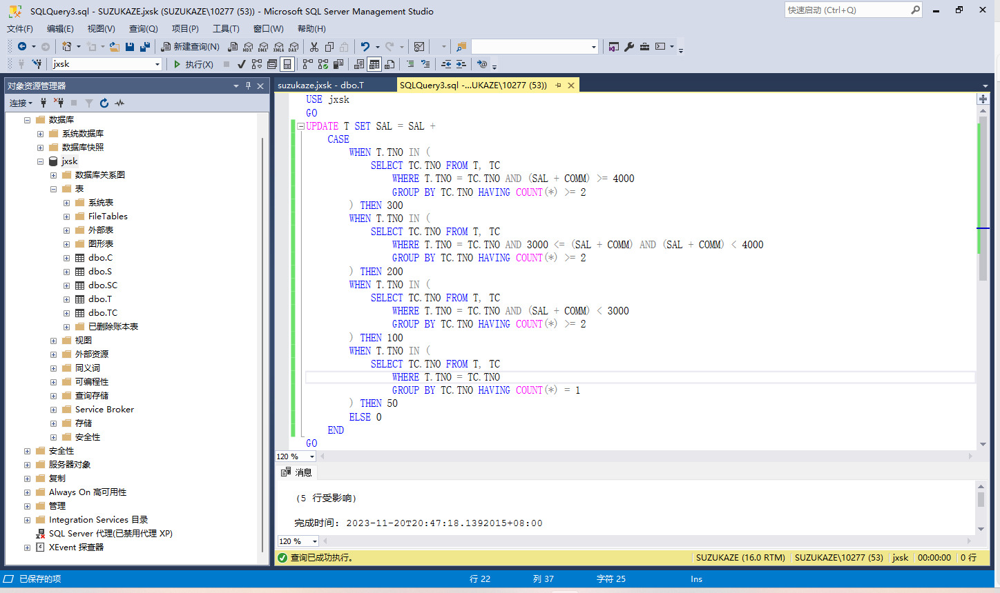 SQLQuery3.sql - SUZUKAZE.jxsk (SUZUKAZE\10277 (53)) - Microsoft SQL Server Management Studio
快速启动 (Ctrl+Q)
文件(F) 编辑(E) 视图(V) 查询(Q) 项目(P) 工具(T) 窗口(W) 帮助(H)
新建查询(N) MDX DMX XMLA DAX
jxsk 执行(X)
对象资源管理器
连接
数据库
系统数据库
数据库快照
jxsk
数据库关系图
表
系统表
FileTables
外部表
图形表
dbo.C
dbo.S
dbo.SC
dbo.T
dbo.TC
已删除账本表
视图
外部资源
同义词
可编程性
查询存储
Service Broker
存储
安全性
安全性
服务器对象
复制
Always On 高可用性
管理
Integration Services 目录
SQL Server 代理(已禁用代理 XP)
XEvent 探查器
suzukaze.jxsk - dbo.T
SQLQuery3.sql -...UKAZE\10277 (53))
USE jxsk
GO
UPDATE T SET SAL = SAL +
CASE
WHEN T.TNO IN (
SELECT TC.TNO FROM T, TC
WHERE T.TNO = TC.TNO AND (SAL + COMM) >= 4000
GROUP BY TC.TNO HAVING COUNT(*) >= 2
) THEN 300
WHEN T.TNO IN (
SELECT TC.TNO FROM T, TC
WHERE T.TNO = TC.TNO AND 3000 <= (SAL + COMM) AND (SAL + COMM) < 4000
GROUP BY TC.TNO HAVING COUNT(*) >= 2
) THEN 200
WHEN T.TNO IN (
SELECT TC.TNO FROM T, TC
WHERE T.TNO = TC.TNO AND (SAL + COMM) < 3000
GROUP BY TC.TNO HAVING COUNT(*) >= 2
) THEN 100
WHEN T.TNO IN (
SELECT TC.TNO FROM T, TC
WHERE T.TNO = TC.TNO
GROUP BY TC.TNO HAVING COUNT(*) = 1
) THEN 50
ELSE 0
END
GO
120 %
消息
(5 行受影响)
完成时间: 2023-11-20T20:47:18.1392015+08:00
120 %
查询已成功执行。 SUZUKAZE (16.0 RTM) SUZUKAZE\10277 (53) jxsk 00:00:00 0 行
已保存的项 行 22 列 37 字符 25 Ins